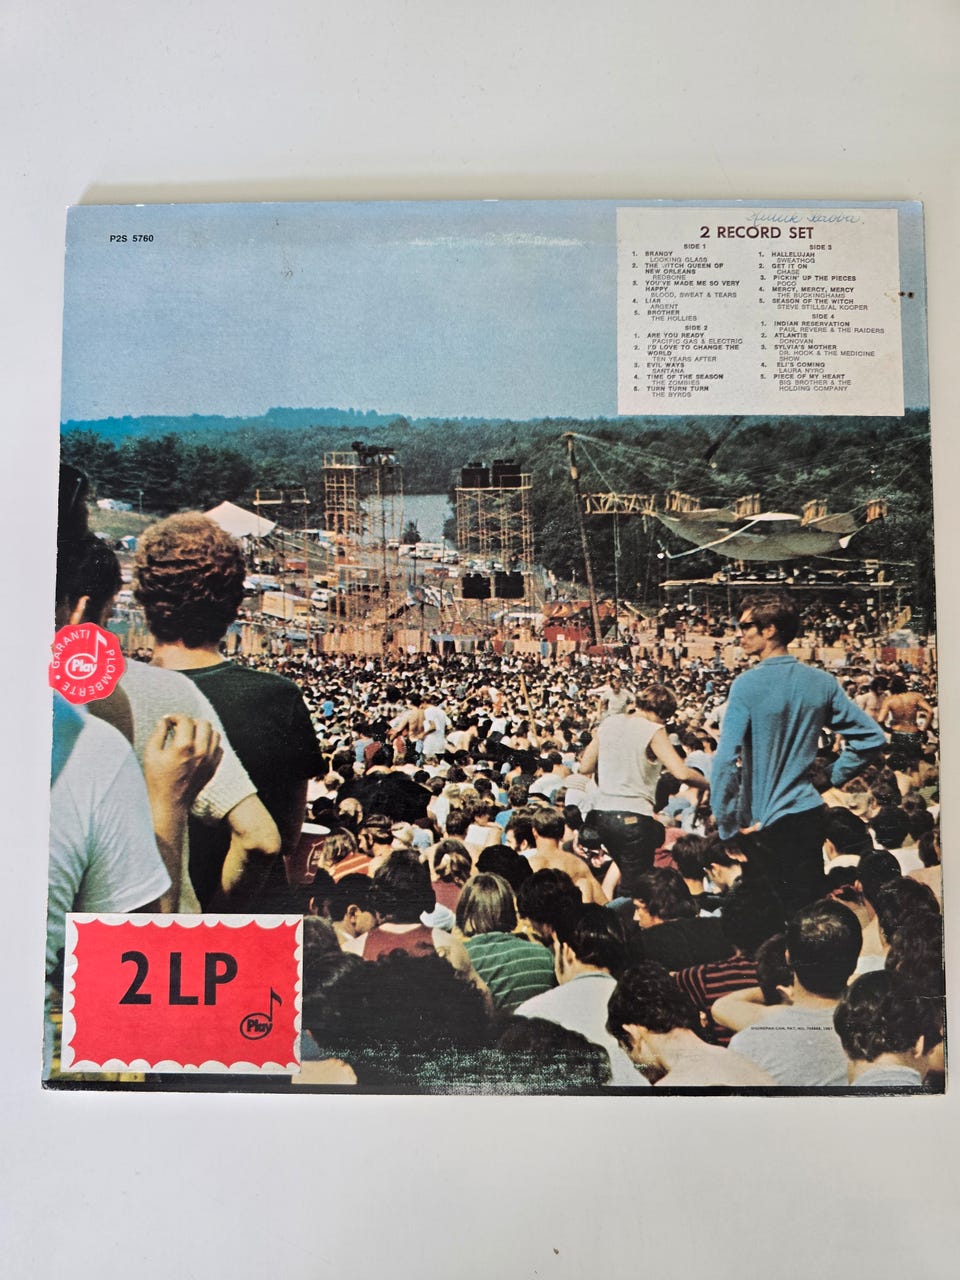 P2S 5760
2 RECORD SET
SIDE 1
1. BRANDY
LOOKING GLASS
2. THE WITCH QUEEN OF
NEW ORLEANS
REDBONE
3. YOU'VE MADE ME SO VERY
HAPPY
BLOOD, SWEAT & TEARS
4. LIAR
ARGENT
5. BROTHER
THE HOLLIES
SIDE 2
1. ARE YOU READY
PACIFIC GAS & ELECTRIC
2. I'D LOVE TO CHANGE THE
WORLD
TEN YEARS AFTER
3. EVIL WAYS
SANTANA
4. TIME OF THE SEASON
THE ZOMBIES
5. TURN TURN TURN
THE BYRDS
SIDE 3
1. HALLELUJAH
SWEATHOG
2. GET IT ON
CHASE
3. PICKIN' UP THE PIECES
POCO
4. MERCY, MERCY, MERCY
THE BUCKINGHAMS
5. SEASON OF THE WITCH
STEVE STILLS/AL KOOPER
SIDE 4
1. INDIAN RESERVATION
PAUL REVERE & THE RAIDERS
2. ATLANTIS
DONOVAN
3. SYLVIA'S MOTHER
DR. HOOK & THE MEDICINE
SHOW
4. ELI'S COMING
LAURA NYRO
5. PIECE OF MY HEART
BIG BROTHER & THE
HOLDING COMPANY
GARANTI PLOMBERTE
Play
2 LP
Play
CAN. PAT. NO. 1967